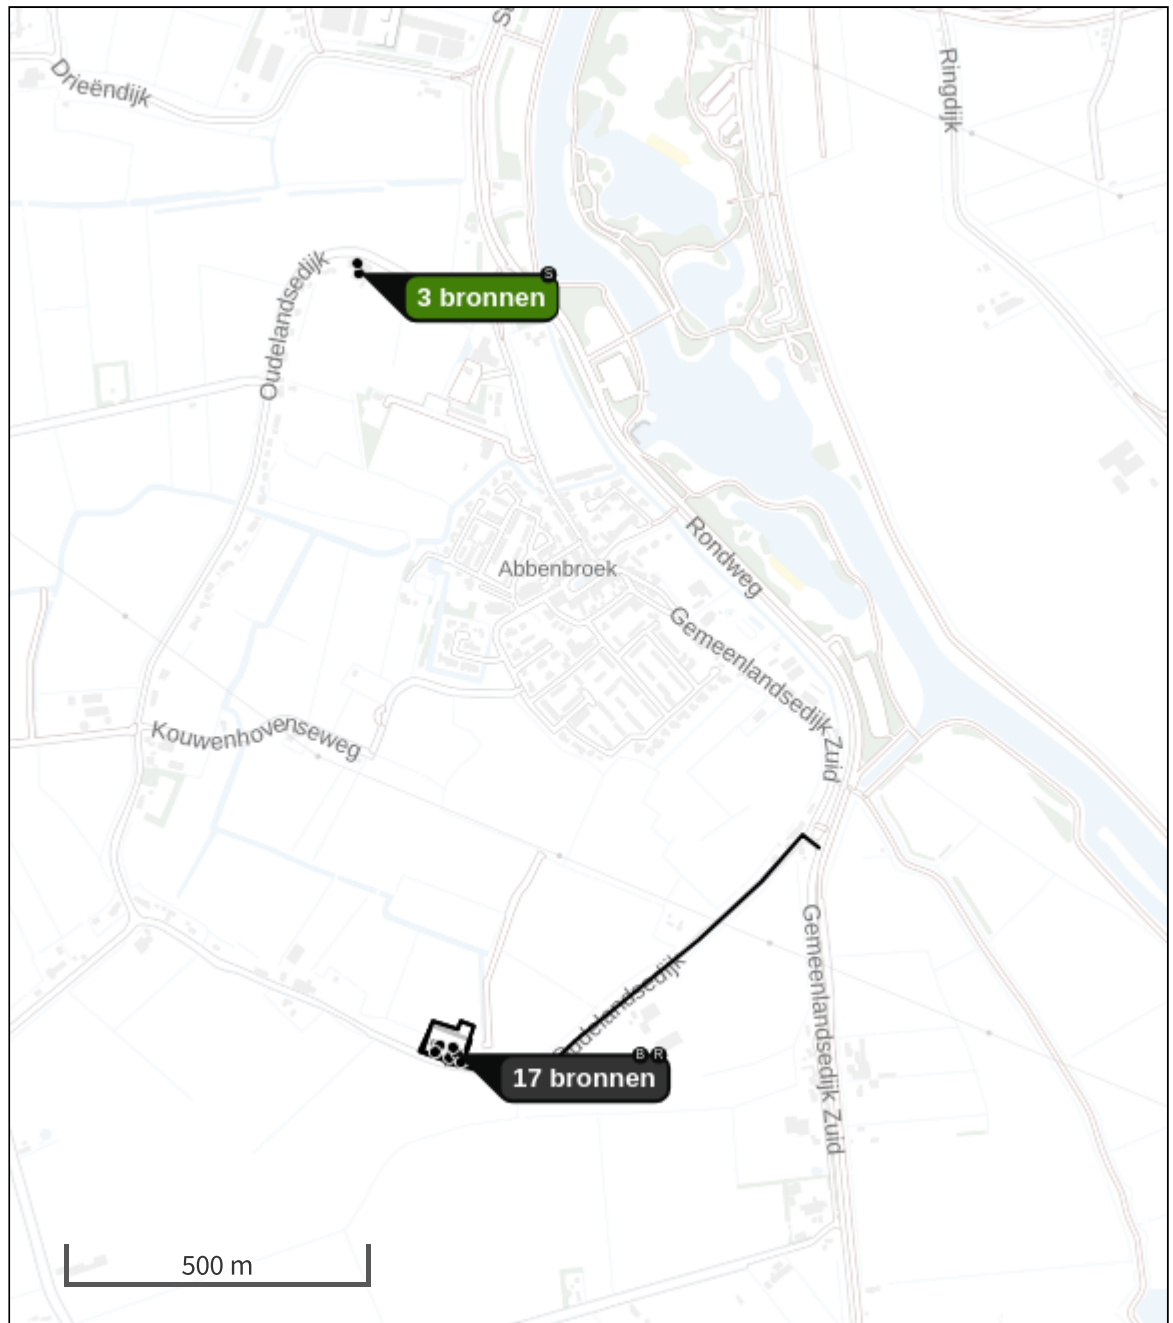 Drieëndijk
Ringdijk
Oudelandsedijk
S
3 bronnen
Rondweg
Abbenbroek
Gemeenlandsedijk Zuid
Kouwenhovenseweg
Oudelandsedijk
Gemeenlandsedijk Zuid
B R
17 bronnen
500 m